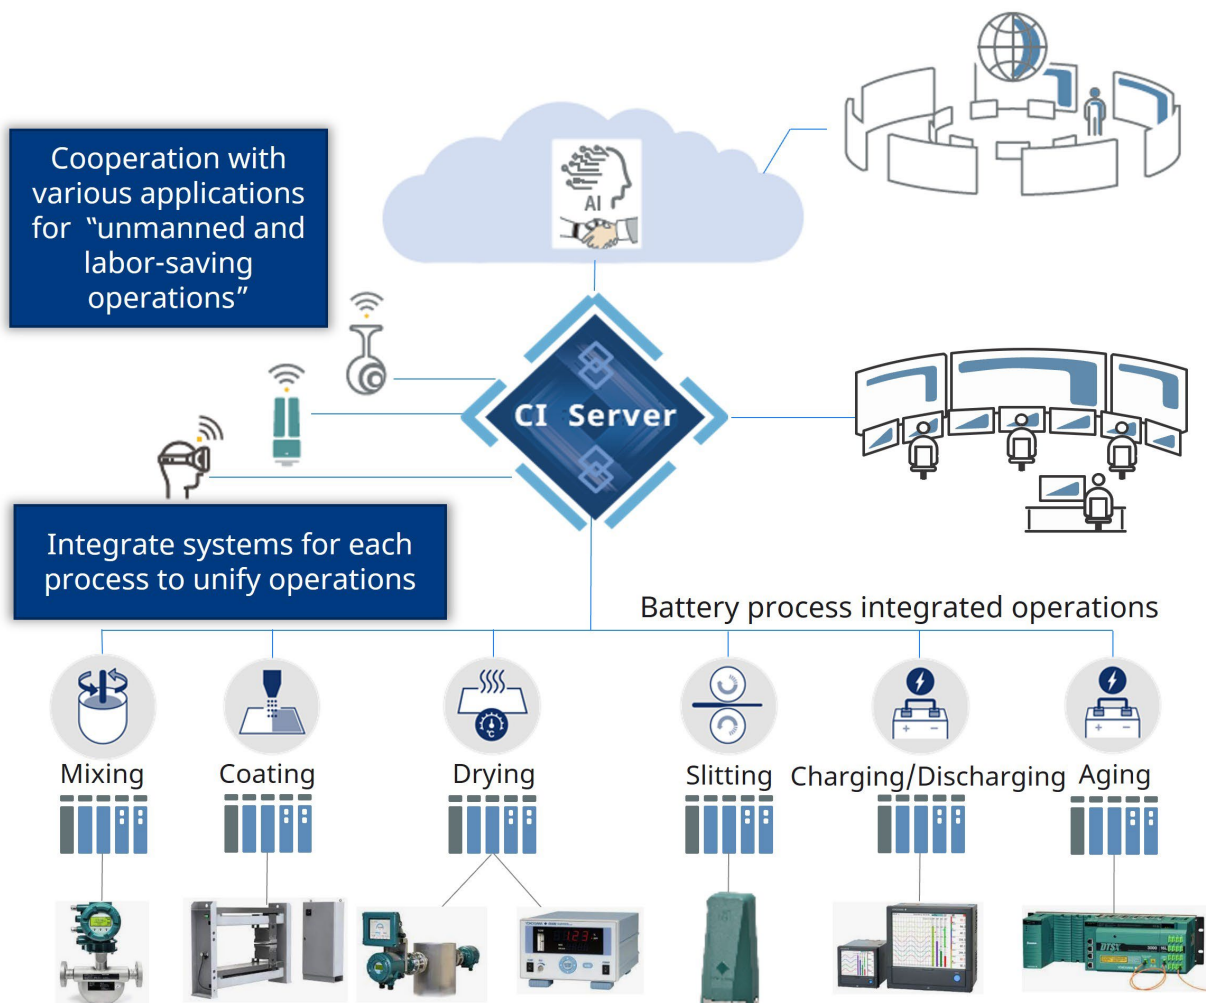 Cooperation with
various applications
for “unmanned and
labor-saving
operations”
AI
CI Server
Integrate systems for each
process to unify operations
Battery process integrated operations
°C
Mixing
Coating
Drying
Slitting
Charging/Discharging
Aging
DTSX